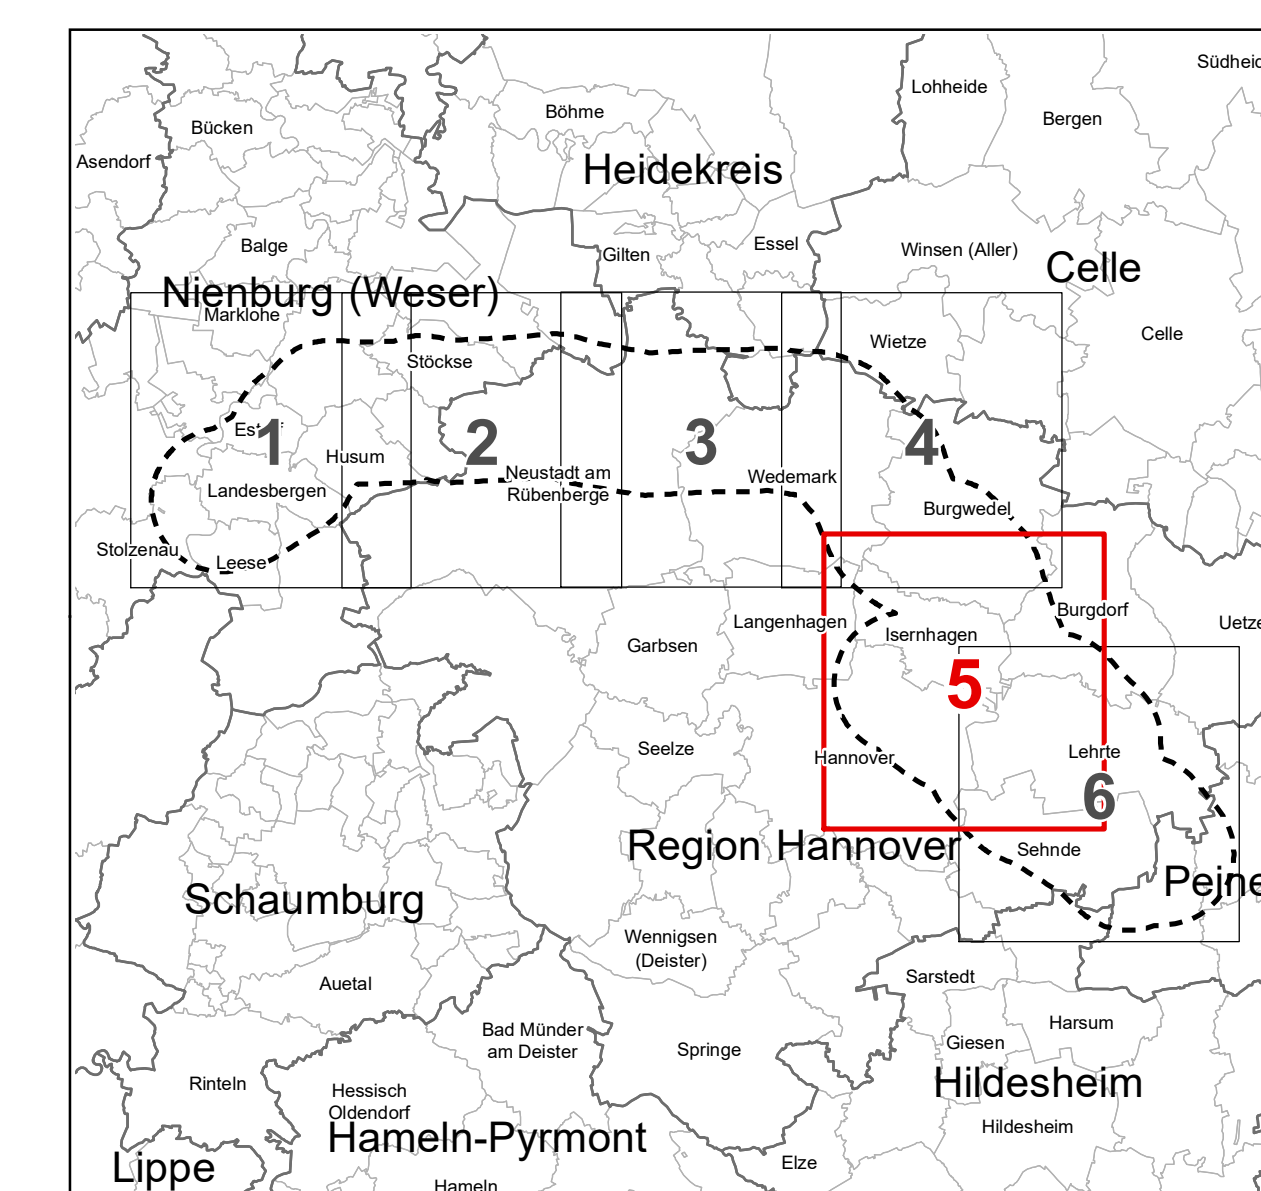 Südheid
Lohheide
Böhme
Bergen
Bücken
Asendorf
Heidekreis
Balge
Gilten
Essel
Winsen (Aller)
Celle
Nienburg (Weser)
Marklohe
Celle
Wietze
Stöckse
1
2
3
4
Husum
Neustadt am
Rübenberge
Wedemark
Landesbergen
Burgwedel
Stolzenau
Leese
Burgdorf
Langenhagen
Uetze
Isernhagen
Garbsen
5
Seelze
Hannover
Lehrte
6
Region Hannover
Sehnde
Peine
Schaumburg
Wennigsen
(Deister)
Auetal
Sarstedt
Bad Münder
am Deister
Harsum
Giesen
Springe
Rinteln
Hessisch
Oldendorf
Hildesheim
Hildesheim
Hameln-Pyrmont
Lippe
Elze
Hameln